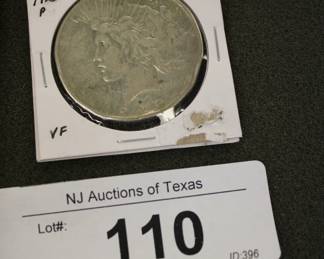 P
VF
NJ Auctions of Texas
Lot#:
110
ID:396